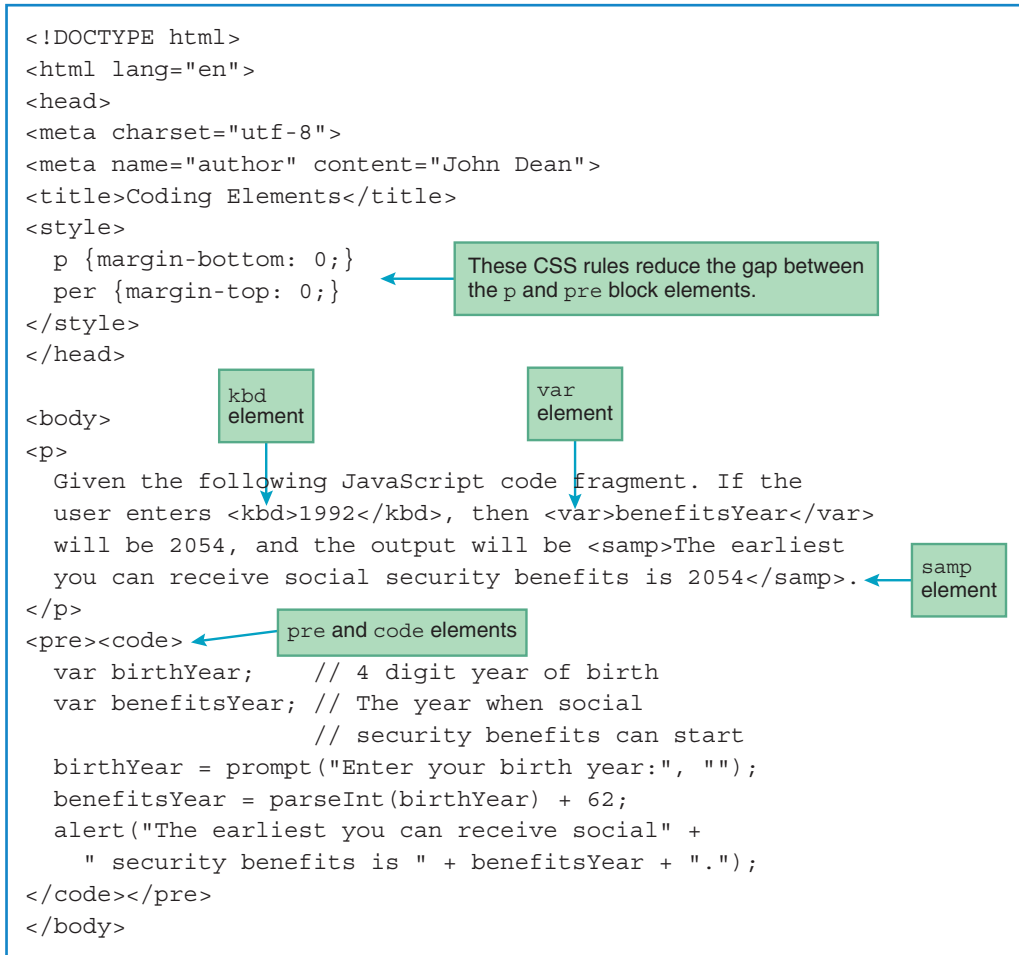 <!DOCTYPE html>
<html lang="en">
<head>
<meta charset="utf-8">
<meta name="author" content="John Dean">
<title>Coding Elements</title>
<style>
  p {margin-bottom: 0;}
  per {margin-top: 0;}
These CSS rules reduce the gap between
the p and pre block elements.
</style>
</head>
kbd
element
var
element
<body>
<p>
  Given the following JavaScript code fragment. If the
  user enters <kbd>1992</kbd>, then <var>benefitsYear</var>
  will be 2054, and the output will be <samp>The earliest
  you can receive social security benefits is 2054</samp>.
samp
element
</p>
<pre><code>
pre and code elements
  var birthYear;    // 4 digit year of birth
  var benefitsYear; // The year when social
                    // security benefits can start
  birthYear = prompt("Enter your birth year:", "");
  benefitsYear = parseInt(birthYear) + 62;
  alert("The earliest you can receive social" +
    " security benefits is " + benefitsYear + ".");
</code></pre>
</body>